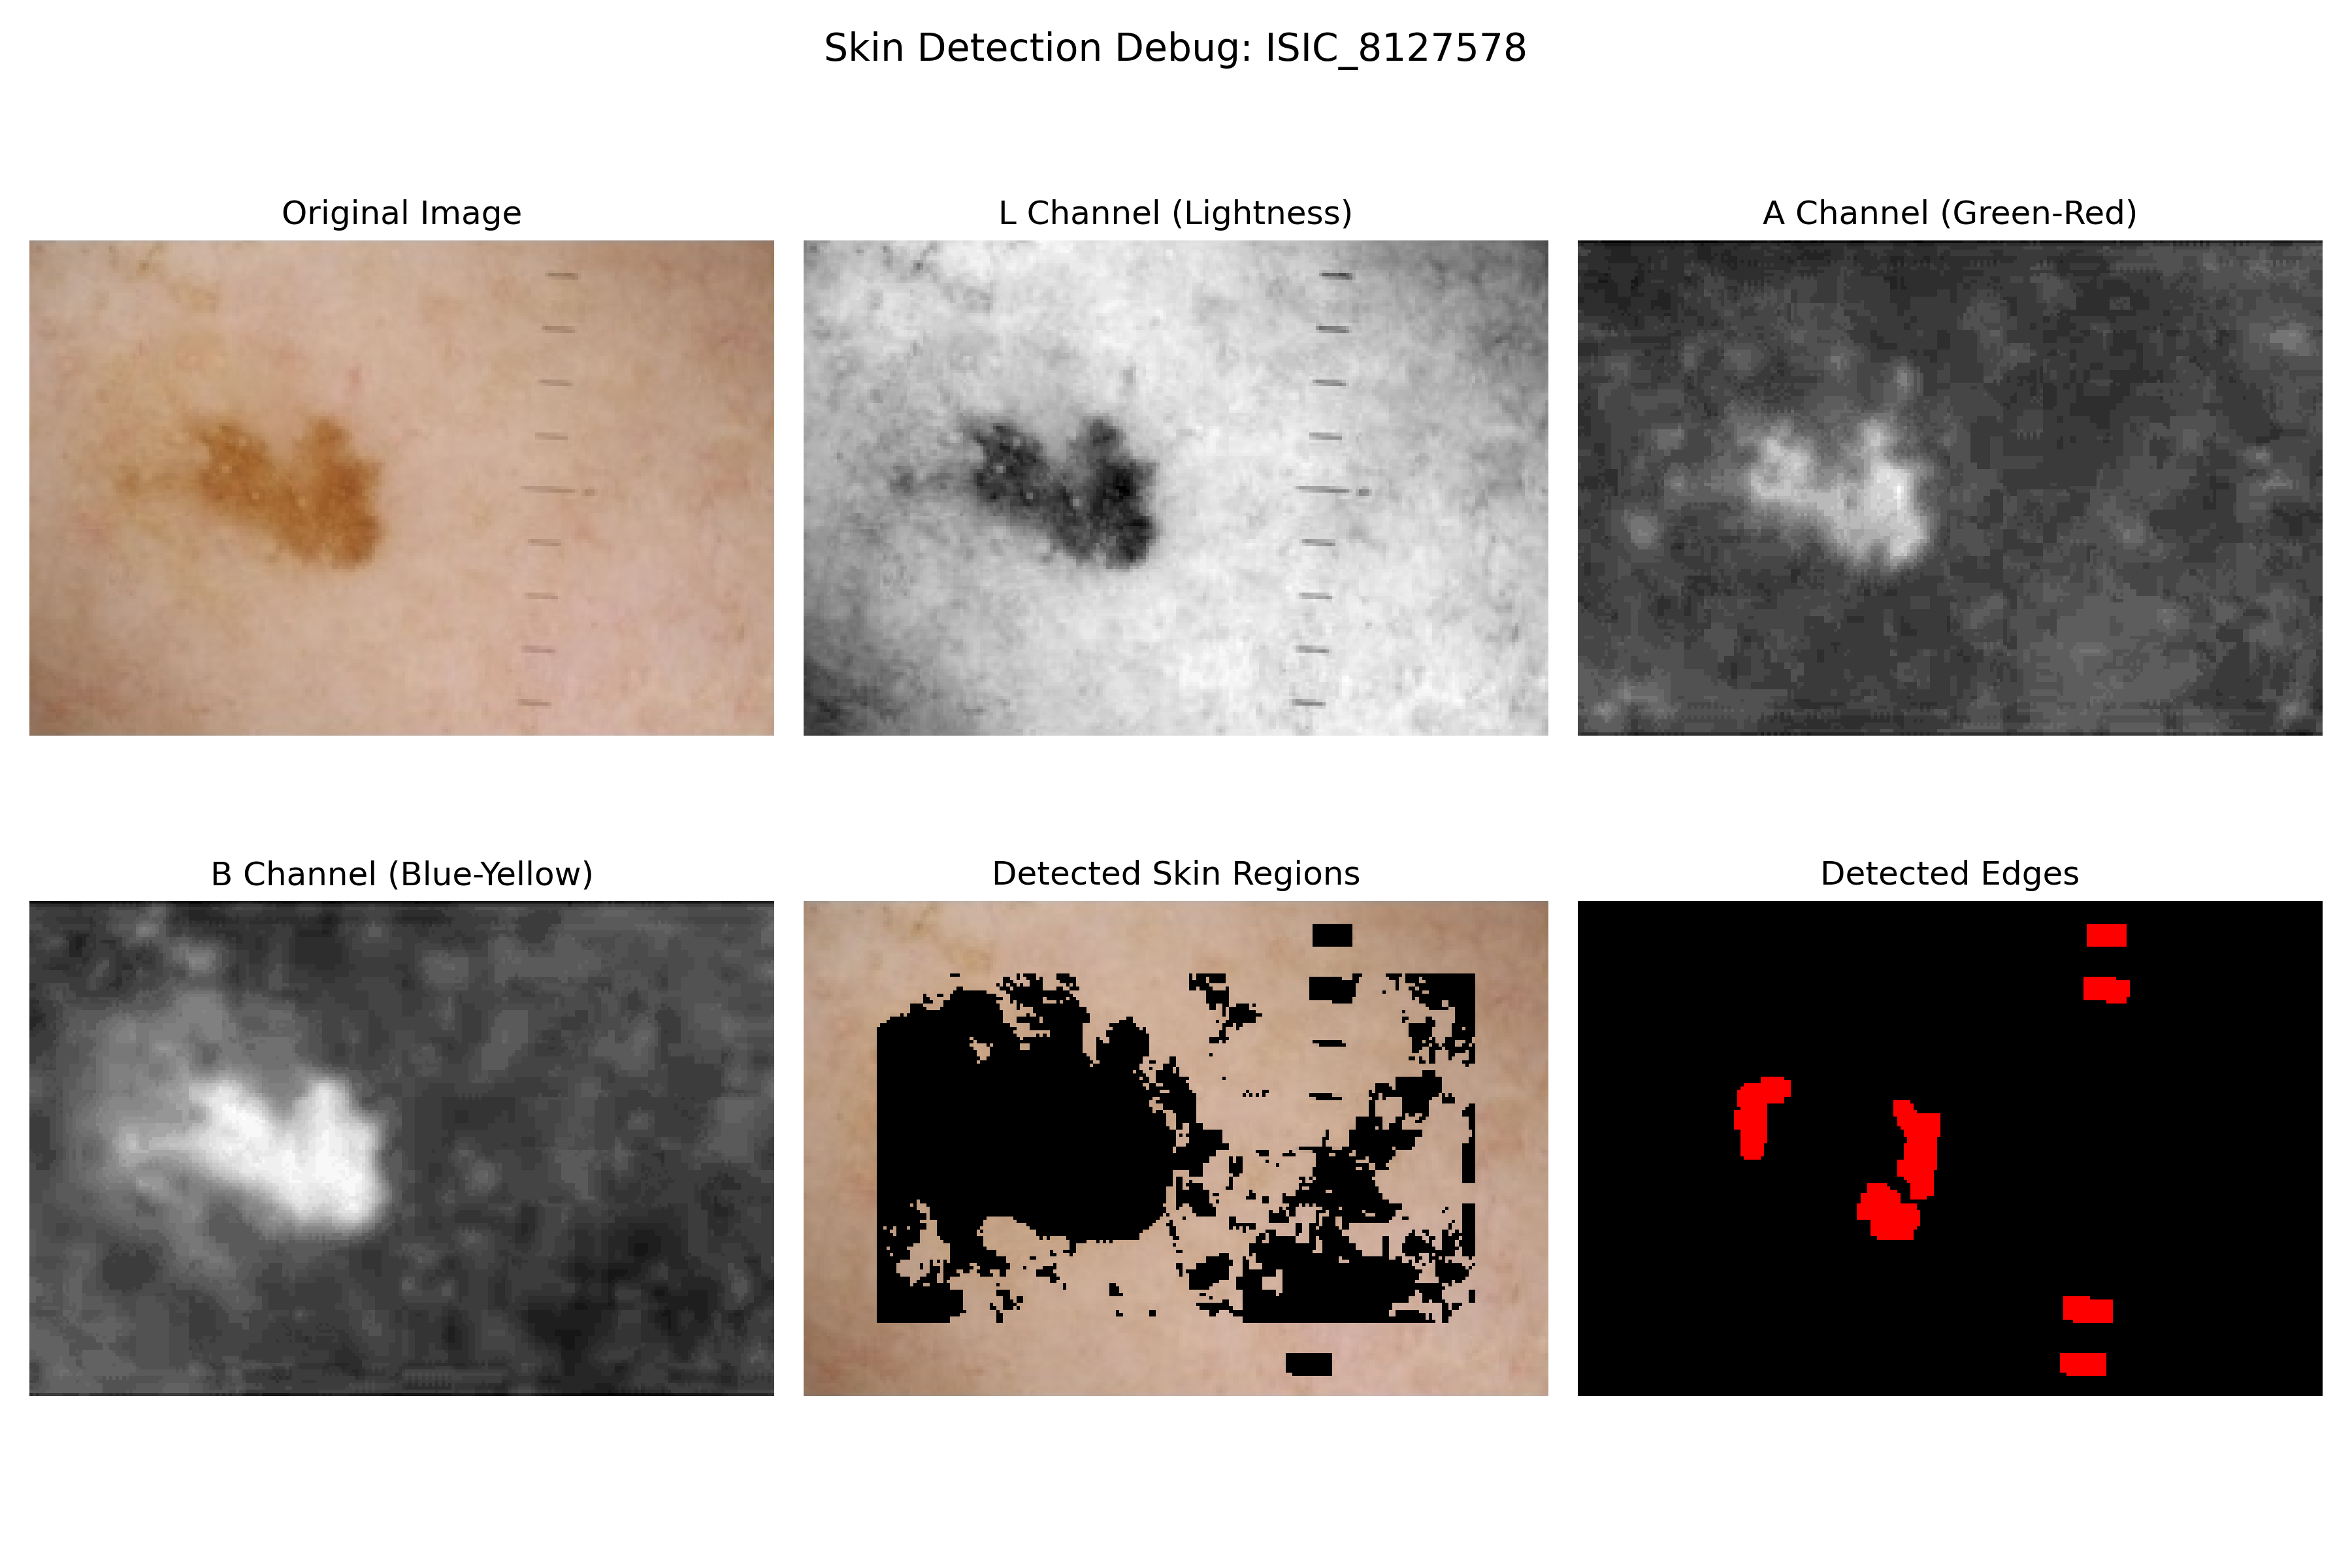 Skin Detection Debug: ISIC_8127578
Original Image
L Channel (Lightness)
A Channel (Green-Red)
B Channel (Blue-Yellow)
Detected Skin Regions
Detected Edges